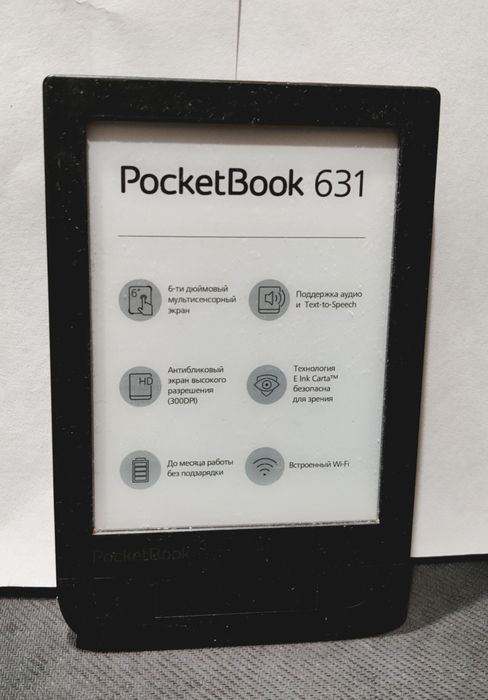 PocketBook 631
6"
6-ти дюймовый
мультисенсорный
экран
Поддержка аудио
и Text-to-Speech
HD
Антибликовый
экран высокого
разрешения
(300DPI)
Технология
E Ink Carta™
безопасна
для зрения
До месяца работы
без подзарядки
Встроенный Wi-Fi
PocketBook